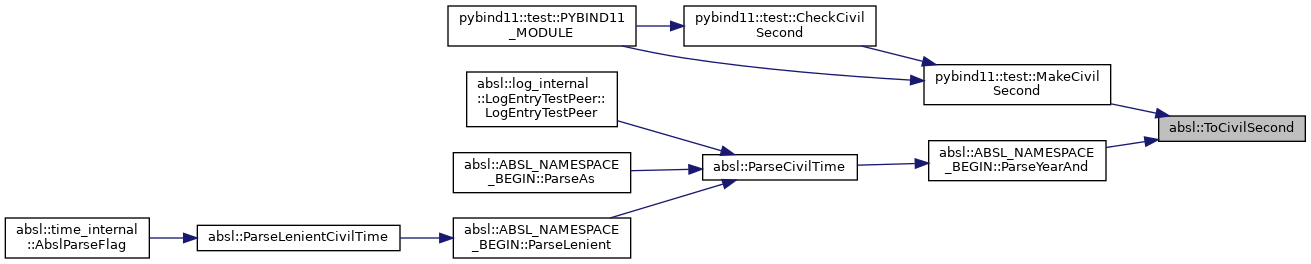 pybind11::test::PYBIND11
_MODULE
pybind11::test::CheckCivil
Second
pybind11::test::MakeCivil
Second
absl::log_internal
::LogEntryTestPeer::
LogEntryTestPeer
absl::ToCivilSecond
absl::ABSL_NAMESPACE
_BEGIN::ParseAs
absl::ParseCivilTime
absl::ABSL_NAMESPACE
_BEGIN::ParseYearAnd
absl::time_internal
::AbslParseFlag
absl::ParseLenientCivilTime
absl::ABSL_NAMESPACE
_BEGIN::ParseLenient